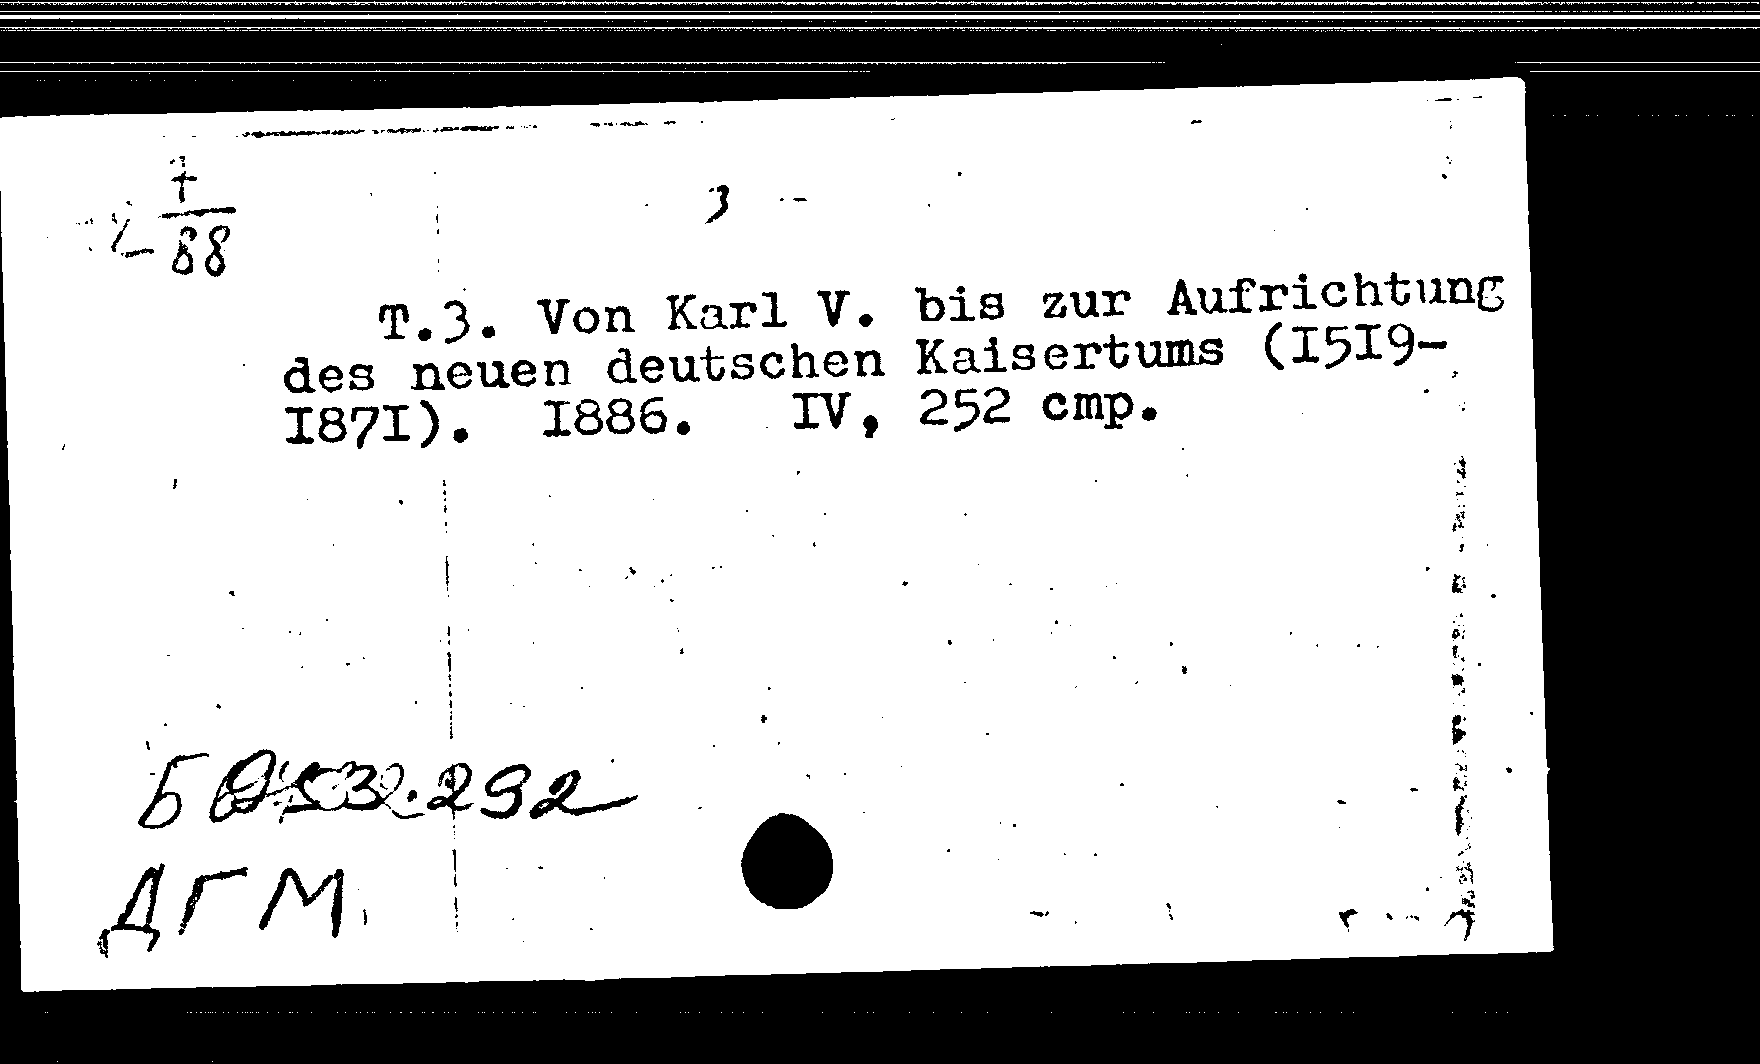 7
88
3
T.3. Von Karl V. bis zur Aufrichtung
des neuen deutschen Kaisertums (I5I9-
I87I). I886. IV, 252 стр.
Б 292
ДГМ